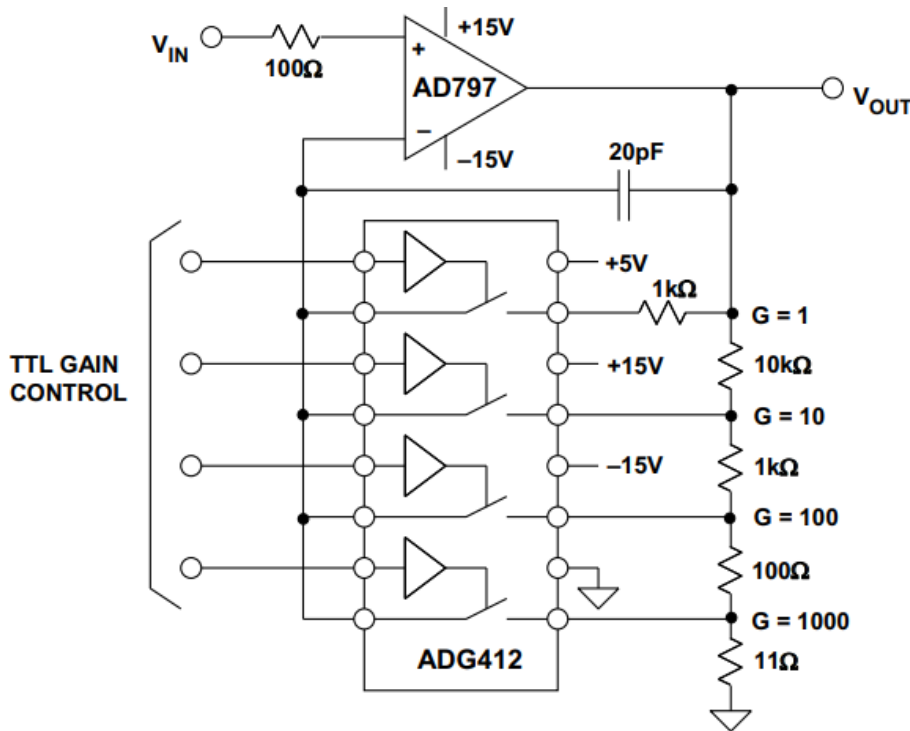 +15V
V_IN
100Ω
+
AD797
−
–15V
V_OUT
20pF
+5V
1kΩ
G = 1
TTL GAIN
CONTROL
+15V
10kΩ
G = 10
–15V
1kΩ
G = 100
100Ω
G = 1000
ADG412
11Ω